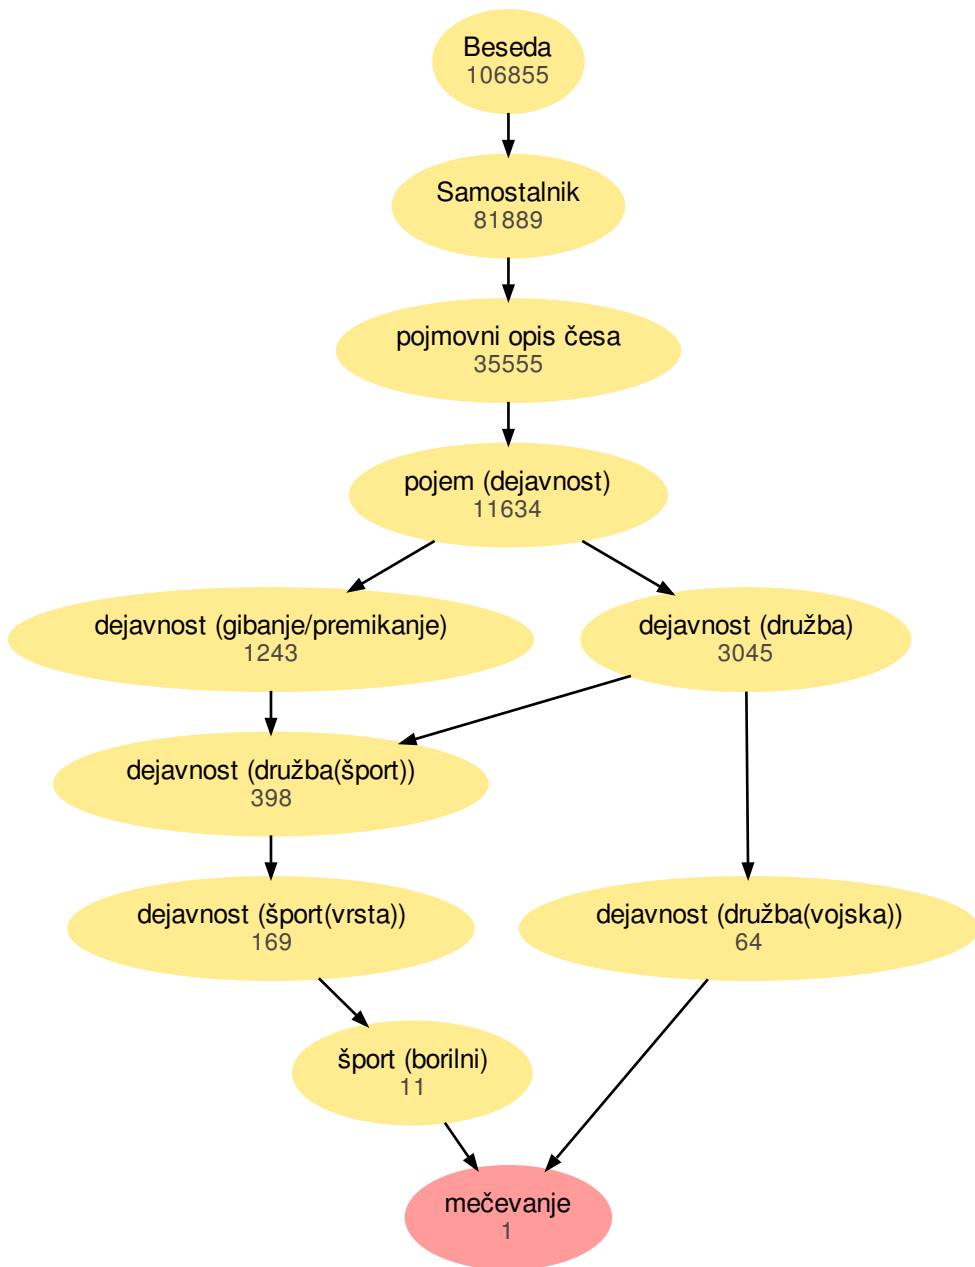 Beseda
106855
Samostalnik
81889
pojmovni opis česa
35555
pojem (dejavnost)
11634
dejavnost (gibanje/premikanje)
1243
dejavnost (družba)
3045
dejavnost (družba(šport))
398
dejavnost (šport(vrsta))
169
dejavnost (družba(vojska))
64
šport (borilni)
11
mečevanje
1